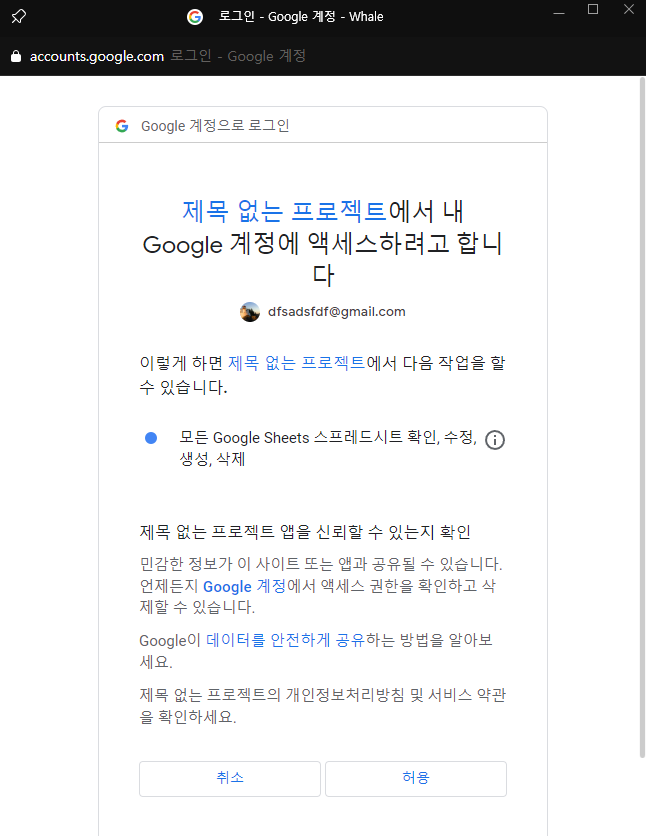 로그인 - Google 계정 - Whale
accounts.google.com 로그인 - Google 계정
Google 계정으로 로그인
제목 없는 프로젝트에서 내
Google 계정에 액세스하려고 합니
다
dfsadsfdf@gmail.com
이렇게 하면 제목 없는 프로젝트에서 다음 작업을 할
수 있습니다.
모든 Google Sheets 스프레드시트 확인, 수정,
생성, 삭제
제목 없는 프로젝트 앱을 신뢰할 수 있는지 확인
민감한 정보가 이 사이트 또는 앱과 공유될 수 있습니다.
언제든지 Google 계정에서 액세스 권한을 확인하고 삭
제할 수 있습니다.
Google이 데이터를 안전하게 공유하는 방법을 알아보
세요.
제목 없는 프로젝트의 개인정보처리방침 및 서비스 약관
을 확인하세요.
취소
허용